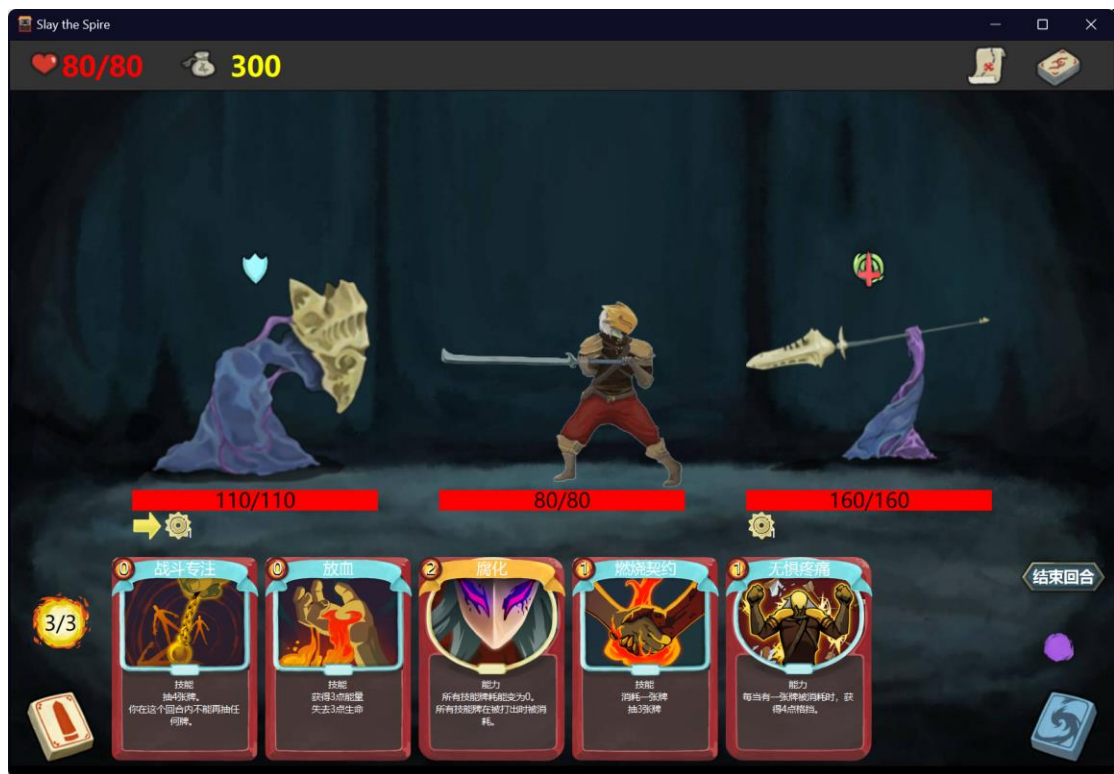 Slay the Spire
80/80
300
110/110
80/80
160/160
1
1
结束回合
3/3
0
战斗专注
技能
抽4张牌。
你在这个回合内不能再抽任
何牌。
0
放血
技能
获得3点能量
失去3点生命
2
腐化
能力
所有技能牌耗能变为0。
所有技能牌在被打出时被消
耗。
1
燃烧契约
技能
消耗一张牌
抽3张牌
1
无惧疼痛
能力
每当有一张牌被消耗时，获
得4点格挡。